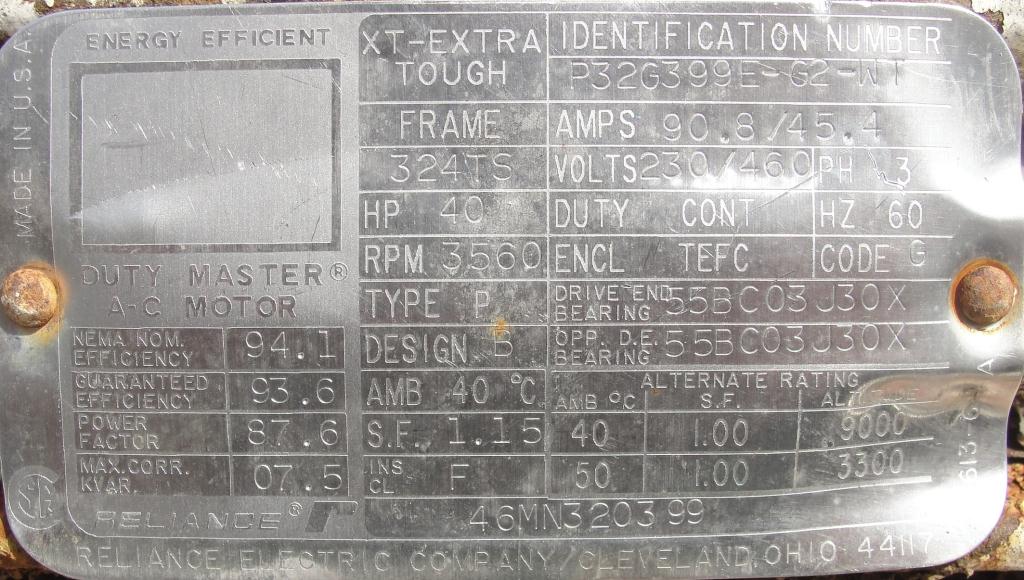 MADE IN U.S.A.
ENERGY EFFICIENT
DUTY MASTER®
A-C MOTOR
NEMA NOM. EFFICIENCY 94.1
GUARANTEED EFFICIENCY 93.6
POWER FACTOR 87.6
MAX. CORR. KVAR 07.5
RELIANCE®
XT-EXTRA TOUGH
IDENTIFICATION NUMBER
P32G399E-G2-WT
FRAME 324TS
AMPS 90.8/45.4
VOLTS 230/460 PH 3
HP 40 DUTY CONT HZ 60
RPM 3560 ENCL TEFC CODE G
TYPE P DRIVE END BEARING 55BC03J30X
DESIGN B OPP. D.E. BEARING 55BC03J30X
AMB 40 °C
ALTERNATE RATING
AMB °C S.F. ALTITUDE
S.F. 1.15 40 1.00 9000
INS CL F 50 1.00 3300
46MN320399
RELIANCE ELECTRIC COMPANY/CLEVELAND, OHIO 44117